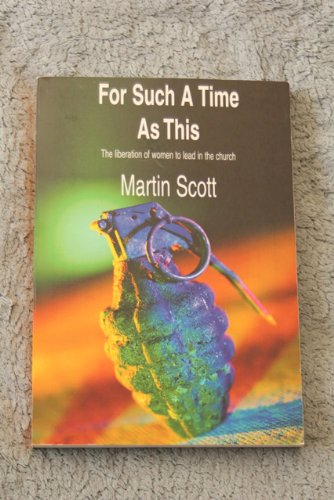 For Such A Time
As This
The liberation of women to lead in the church
Martin Scott